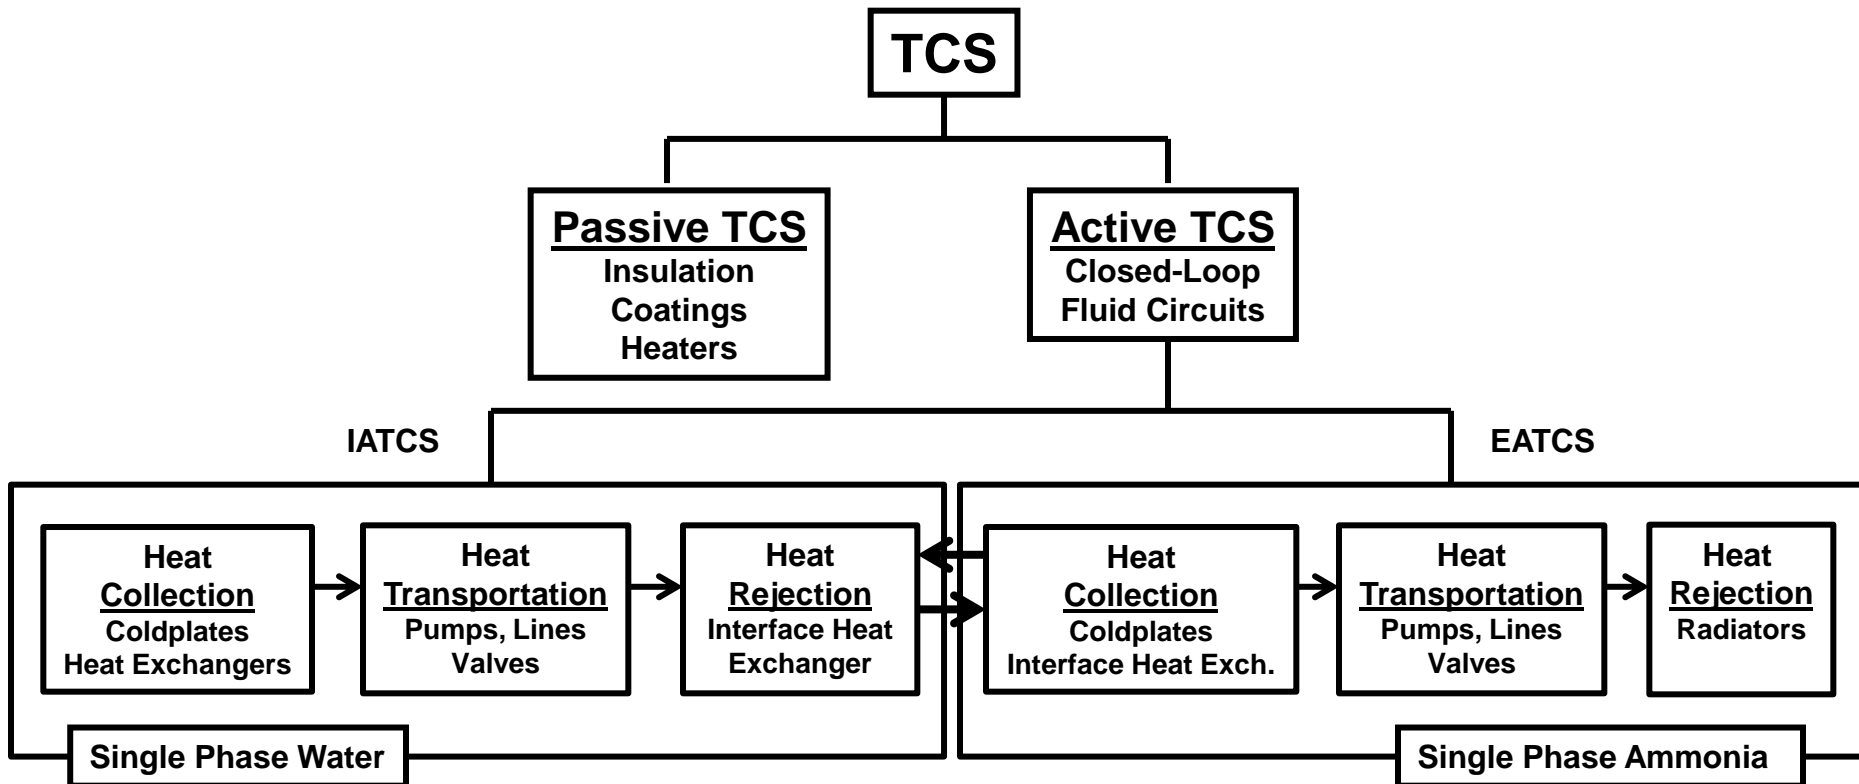 TCS
Passive TCS
Insulation
Coatings
Heaters
Active TCS
Closed-Loop
Fluid Circuits
IATCS
EATCS
Heat
Collection
Coldplates
Heat Exchangers
Heat
Transportation
Pumps, Lines
Valves
Heat
Rejection
Interface Heat
Exchanger
Heat
Collection
Coldplates
Interface Heat Exch.
Heat
Transportation
Pumps, Lines
Valves
Heat
Rejection
Radiators
Single Phase Water
Single Phase Ammonia